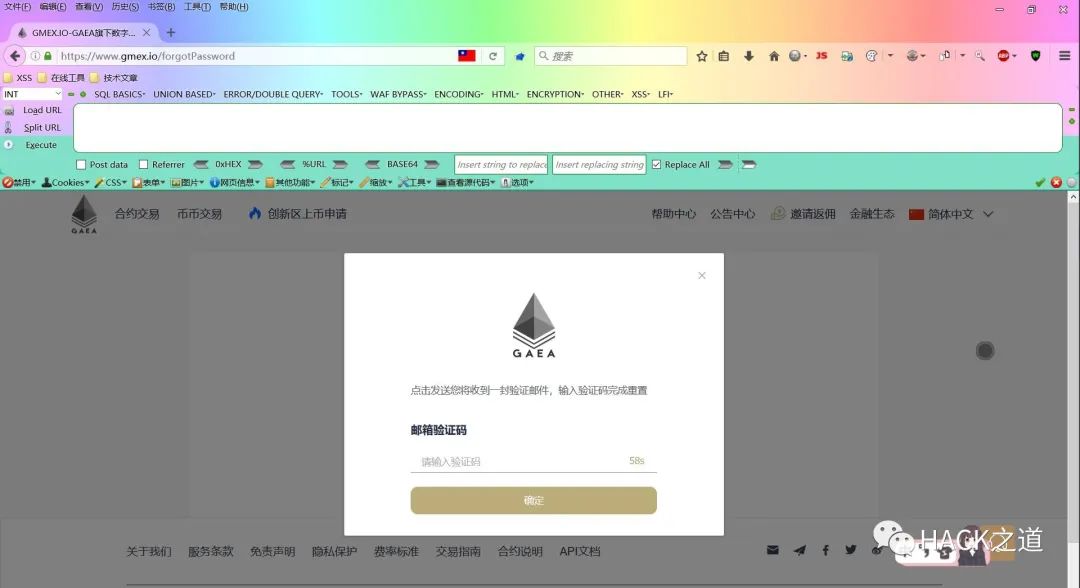 文件(F) 编辑(E) 查看(V) 历史(S) 书签(B) 工具(T) 帮助(H)
GMEX.IO-GAEA旗下数字...
https://www.gmex.io/forgotPassword
搜索
XSS 在线工具 技术文章
INT SQL BASICS UNION BASED ERROR/DOUBLE QUERY TOOLS WAF BYPASS ENCODING HTML ENCRYPTION OTHER XSS LFI
Load URL
Split URL
Execute
Post data Referrer 0xHEX %URL BASE64 Insert string to replace Insert replacing string Replace All
禁用 Cookies CSS 表单 图片 网页信息 其他功能 标记 缩放 工具 查看源代码 选项
GAEA 合约交易 币币交易 创新区上币申请 帮助中心 公告中心 邀请返佣 金融生态 简体中文
GAEA
点击发送您将收到一封验证邮件，输入验证码完成重置
邮箱验证码
请输入验证码 58s
确定
关于我们 服务条款 免责声明 隐私保护 费率标准 交易指南 合约说明 API文档
HACK之道